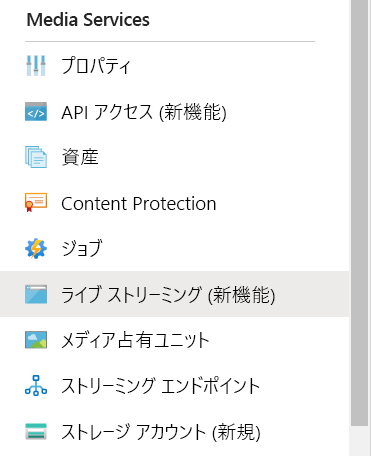 Media Services
プロパティ
API アクセス (新機能)
資産
Content Protection
ジョブ
ライブ ストリーミング (新機能)
メディア占有ユニット
ストリーミング エンドポイント
ストレージ アカウント (新規)